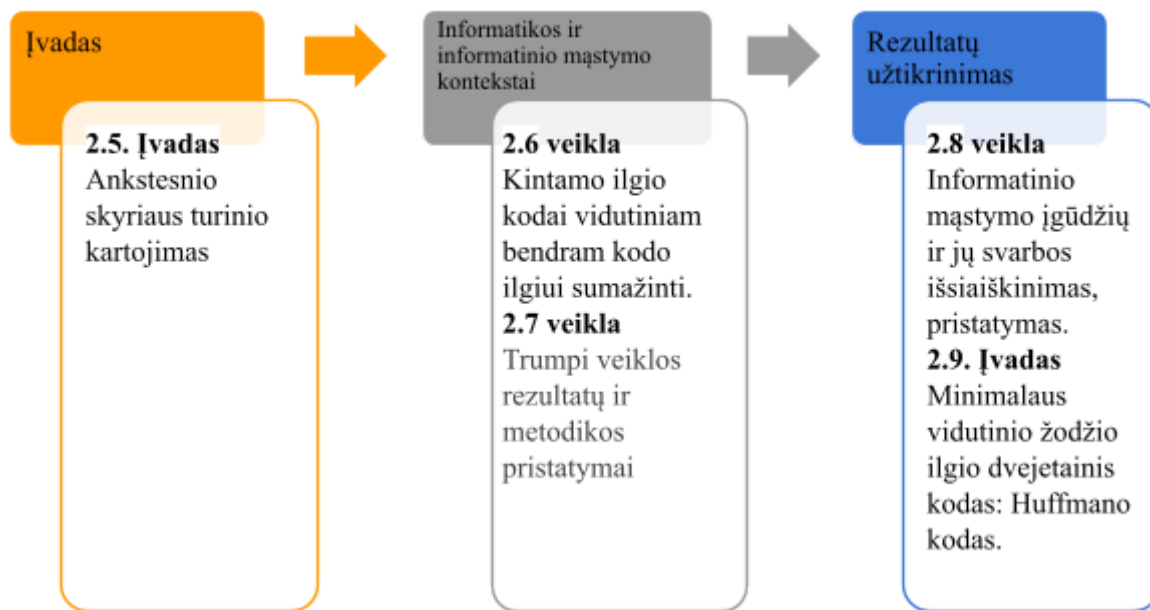 Įvadas
2.5. Įvadas
Ankstesnio
skyriaus turinio
kartojimas
Informatikos ir
informatinio mąstymo
kontekstai
2.6 veikla
Kintamo ilgio
kodai vidutiniam
bendram kodo
ilgiui sumažinti.
2.7 veikla
Trumpi veiklos
rezultatų ir
metodikos
pristatymai
Rezultatų
užtikrinimas
2.8 veikla
Informatinio
mąstymo įgūdžių
ir jų svarbos
išsiaiškinimas,
pristatymas.
2.9. Įvadas
Minimalaus
vidutinio žodžio
ilgio dvejetainis
kodas: Huffmano
kodas.